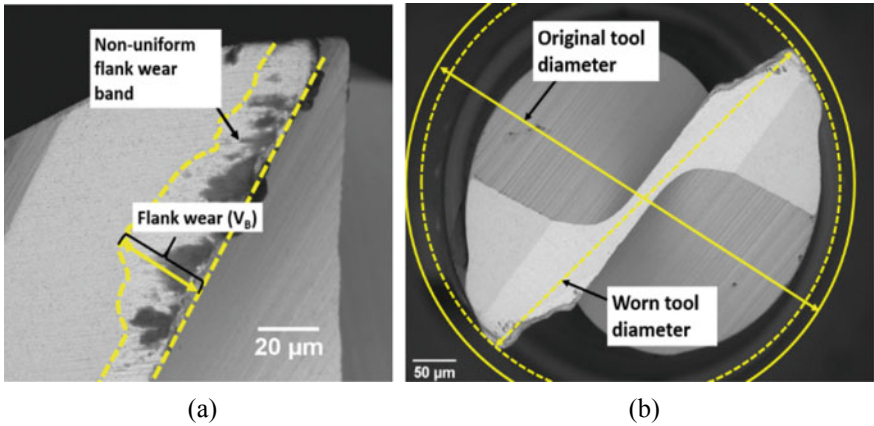 Non-uniform
flank wear
band
Flank wear (VB)
20 µm
(a)
Original tool
diameter
Worn tool
diameter
50 µm
(b)